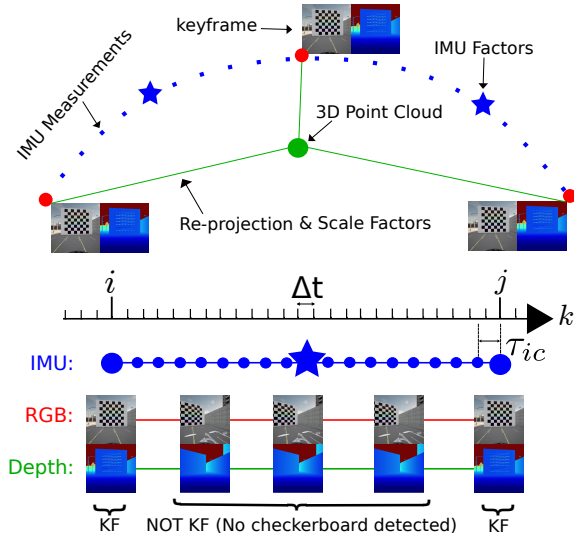 keyframe
IMU Factors
IMU Measurements
3D Point Cloud
Re-projection & Scale Factors
i
j
Δt
k
τic
IMU:
RGB:
Depth:
KF
NOT KF (No checkerboard detected)
KF